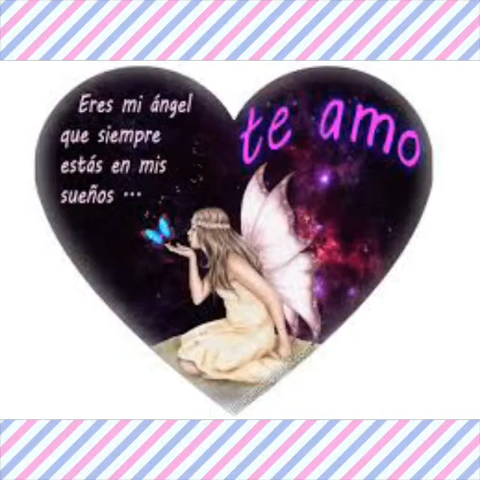 Eres mi ángel
que siempre
estás en mis
sueños ...
te amo